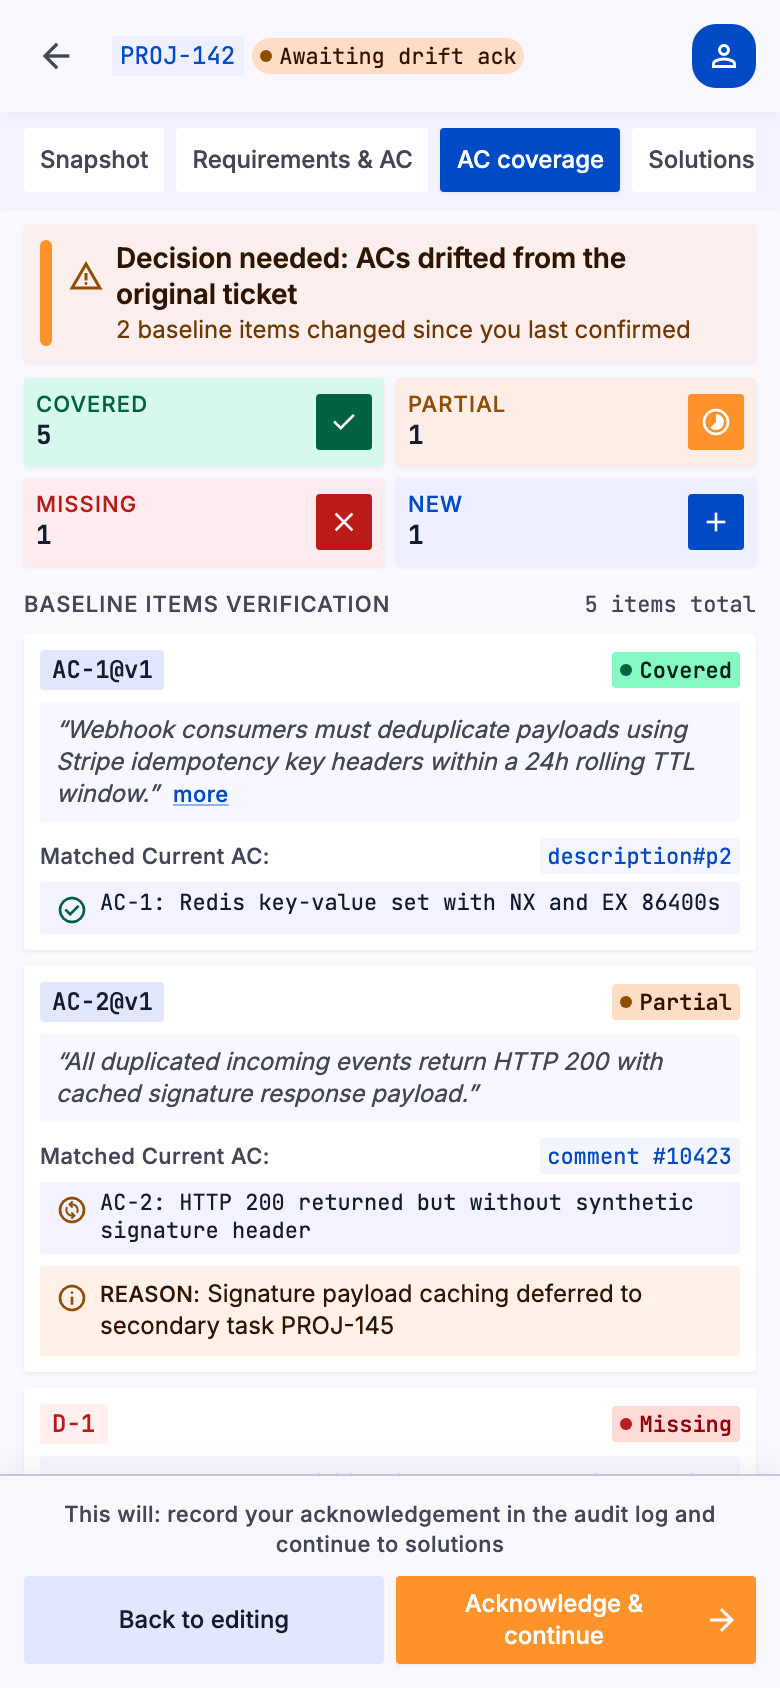 PROJ-142
Awaiting drift ack
Snapshot
Requirements & AC
AC coverage
Solutions
Decision needed: ACs drifted from the
original ticket
2 baseline items changed since you last confirmed
COVERED
5
PARTIAL
1
MISSING
1
NEW
1
BASELINE ITEMS VERIFICATION
5 items total
AC-1@v1
Covered
“Webhook consumers must deduplicate payloads using
Stripe idempotency key headers within a 24h rolling TTL
window.” more
Matched Current AC:
description#p2
AC-1: Redis key-value set with NX and EX 86400s
AC-2@v1
Partial
“All duplicated incoming events return HTTP 200 with
cached signature response payload.”
Matched Current AC:
comment #10423
AC-2: HTTP 200 returned but without synthetic
signature header
REASON: Signature payload caching deferred to
secondary task PROJ-145
D-1
Missing
This will: record your acknowledgement in the audit log and
continue to solutions
Back to editing
Acknowledge &
continue